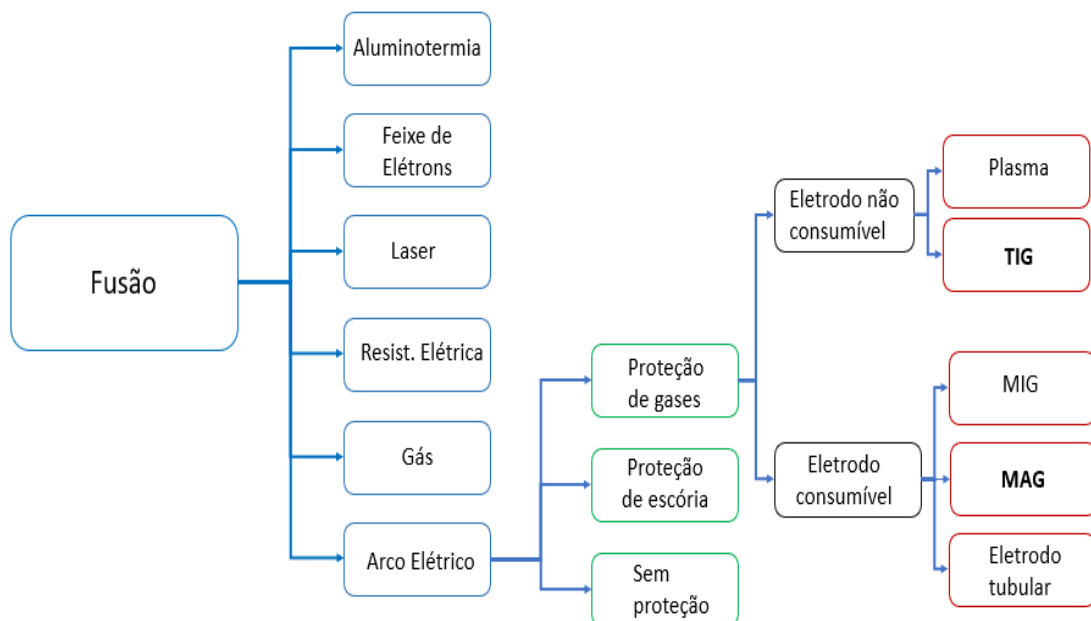 Fusão
Aluminotermia
Feixe de
Elétrons
Laser
Resist. Elétrica
Gás
Arco Elétrico
Proteção
de gases
Proteção
de escória
Sem
proteção
Eletrodo não
consumível
Eletrodo
consumível
Plasma
TIG
MIG
MAG
Eletrodo
tubular